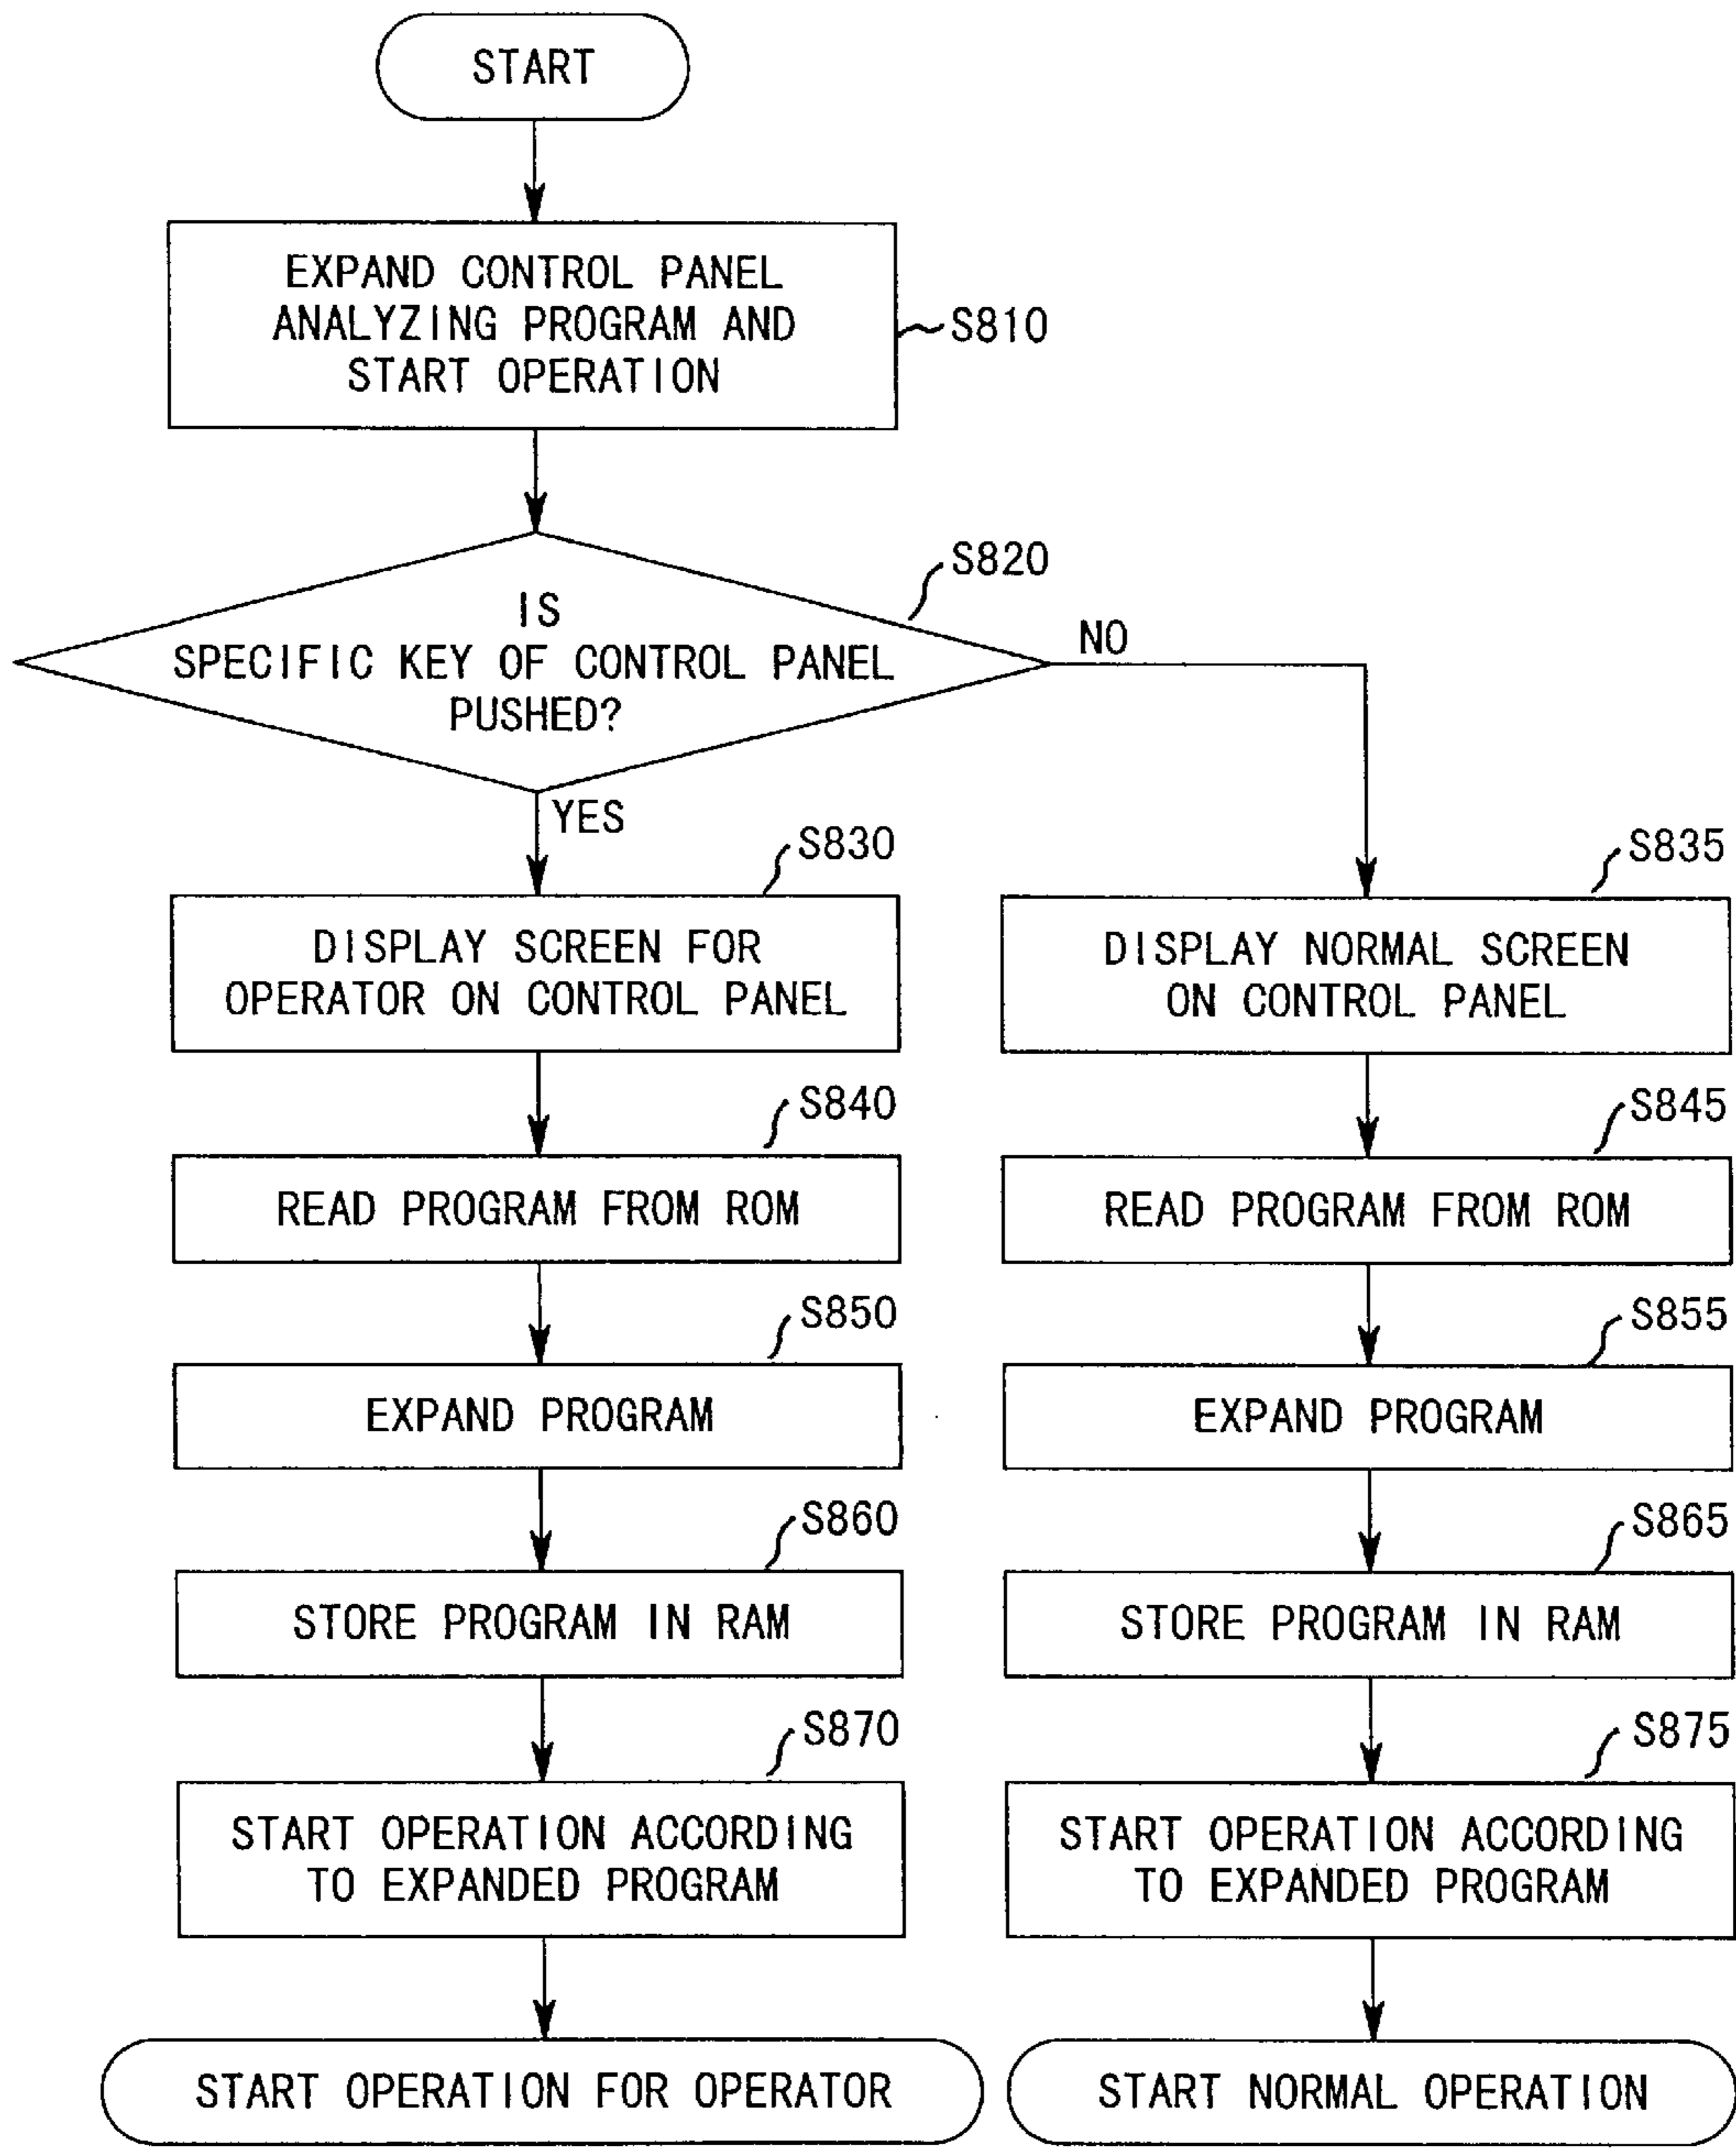 START
EXPAND CONTROL PANEL
ANALYZING PROGRAM AND
START OPERATION
S810
S820
IS
SPECIFIC KEY OF CONTROL PANEL
PUSHED?
NO
YES
S830
DISPLAY SCREEN FOR
OPERATOR ON CONTROL PANEL
S835
DISPLAY NORMAL SCREEN
ON CONTROL PANEL
S840
READ PROGRAM FROM ROM
S845
READ PROGRAM FROM ROM
S850
EXPAND PROGRAM
S855
EXPAND PROGRAM
S860
STORE PROGRAM IN RAM
S865
STORE PROGRAM IN RAM
S870
START OPERATION ACCORDING
TO EXPANDED PROGRAM
S875
START OPERATION ACCORDING
TO EXPANDED PROGRAM
START OPERATION FOR OPERATOR
START NORMAL OPERATION